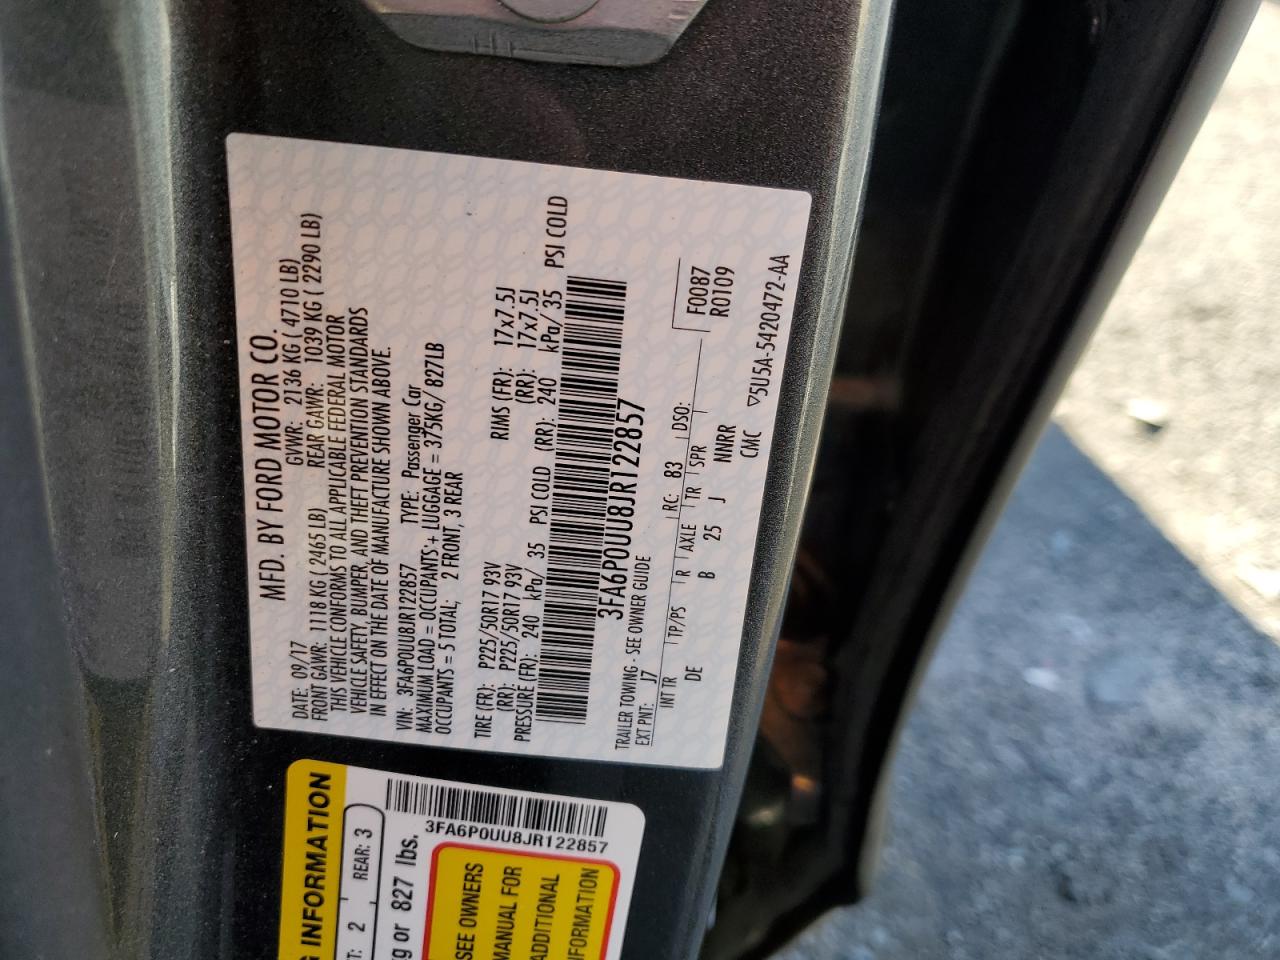 MFD. BY FORD MOTOR CO.
DATE: 09/17 GVWR: 2136 KG ( 4710 LB)
FRONT GAWR: 1118 KG ( 2465 LB) REAR GAWR: 1039 KG ( 2290 LB)
THIS VEHICLE CONFORMS TO ALL APPLICABLE FEDERAL MOTOR
VEHICLE SAFETY, BUMPER, AND THEFT PREVENTION STANDARDS
IN EFFECT ON THE DATE OF MANUFACTURE SHOWN ABOVE.
VIN: 3FA6P0UU8JR122857 TYPE: Passenger Car
MAXIMUM LOAD = OCCUPANTS + LUGGAGE = 375KG/ 827LB
OCCUPANTS = 5 TOTAL: 2 FRONT, 3 REAR
TIRE (FR): P225/50R17 93V RIMS (FR): 17x7.5J
(RR): P225/50R17 93V (RR): 17x7.5J
PRESSURE (FR): 240 kPa/ 35 PSI COLD (RR): 240 kPa/ 35 PSI COLD
3FA6P0UU8JR122857
TRAILER TOWING - SEE OWNER GUIDE
EXT PNT: J7 RC: 83 DSO:
INT TR TP/PS R AXLE TR SPR F0087
DE B 25 J NNRR R0109
CMC ▽5U5A-5420472-AA
INFORMATION
2 REAR: 3
or 827 lbs.
3FA6P0UU8JR122857
SEE OWNERS
MANUAL FOR
ADDITIONAL
INFORMATION